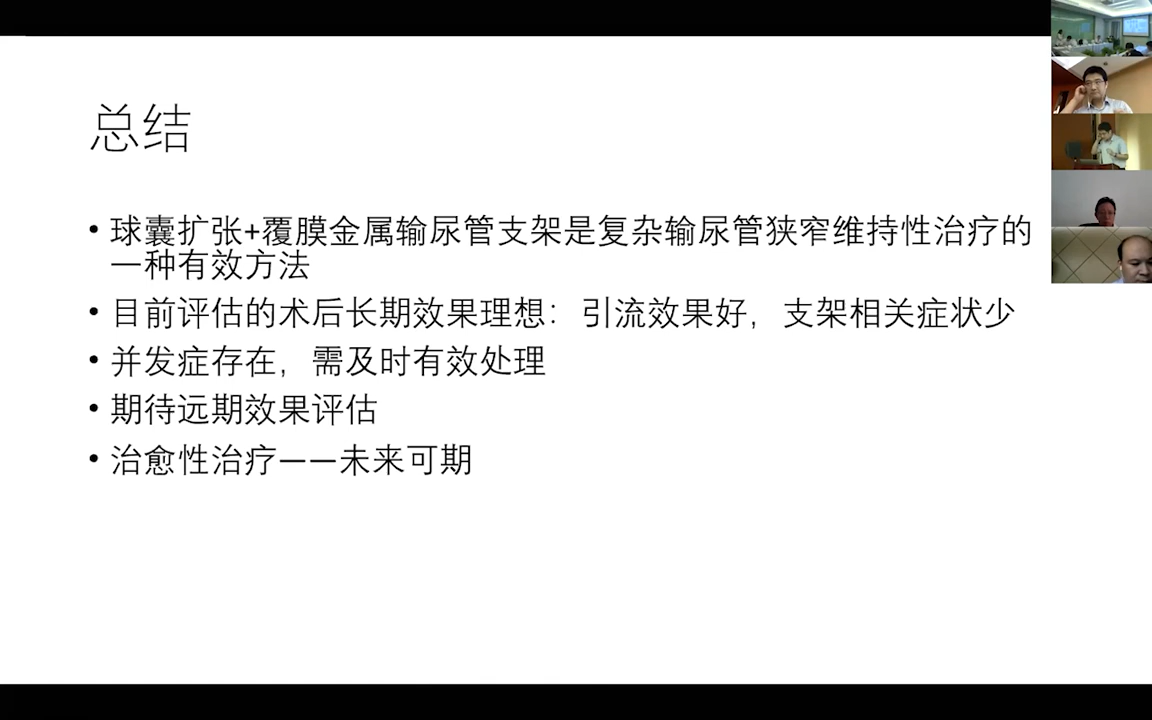 总结
• 球囊扩张+覆膜金属输尿管支架是复杂输尿管狭窄维持性治疗的
一种有效方法
• 目前评估的术后长期效果理想：引流效果好，支架相关症状少
• 并发症存在，需及时有效处理
• 期待远期效果评估
• 治愈性治疗——未来可期